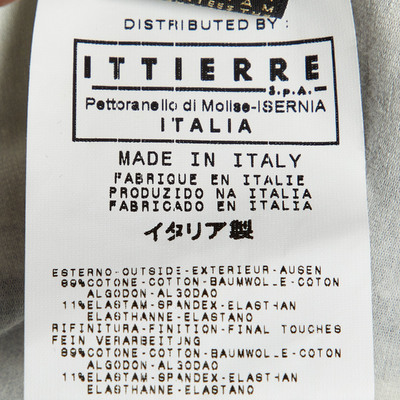 DISTRIBUTED BY:
ITTIERRE
S.p.A.
Pettoranello di Molise-ISERNIA
ITALIA
MADE IN ITALY
FABRIQUE EN ITALIE
PRODUZIDO NA ITALIA
FABRICADO EN ITALIA
イタリア製
ESTERNO-OUTSIDE-EXTERIEUR-AUSEN
89%COTONE-COTTON-BAUMWOLLE-COTON
ALGODON-ALGODAO
11%ELASTAM-SPANDEX-ELASTHAN
ELASTHANNE-ELASTANO
RIFINITURA-FINITION-FINAL TOUCHES
FEIN VERARBEITJNG
89%COTONE-COTTON-BAUMWOLLE-COTON
ALGODON-ALGODAO
11%ELASTAM-SPANDEX-ELASTHAN
ELASTHANNE-ELASTANO